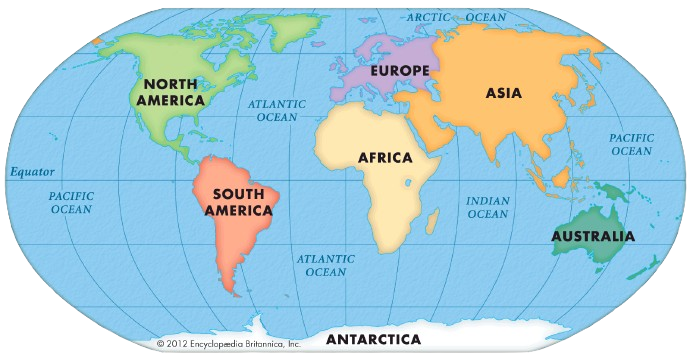 ARCTIC OCEAN
EUROPE
NORTH
AMERICA
ASIA
ATLANTIC
OCEAN
PACIFIC
OCEAN
AFRICA
Equator
PACIFIC
OCEAN
SOUTH
AMERICA
INDIAN
OCEAN
AUSTRALIA
ATLANTIC
OCEAN
ANTARCTICA
© 2012 Encyclopædia Britannica, Inc.